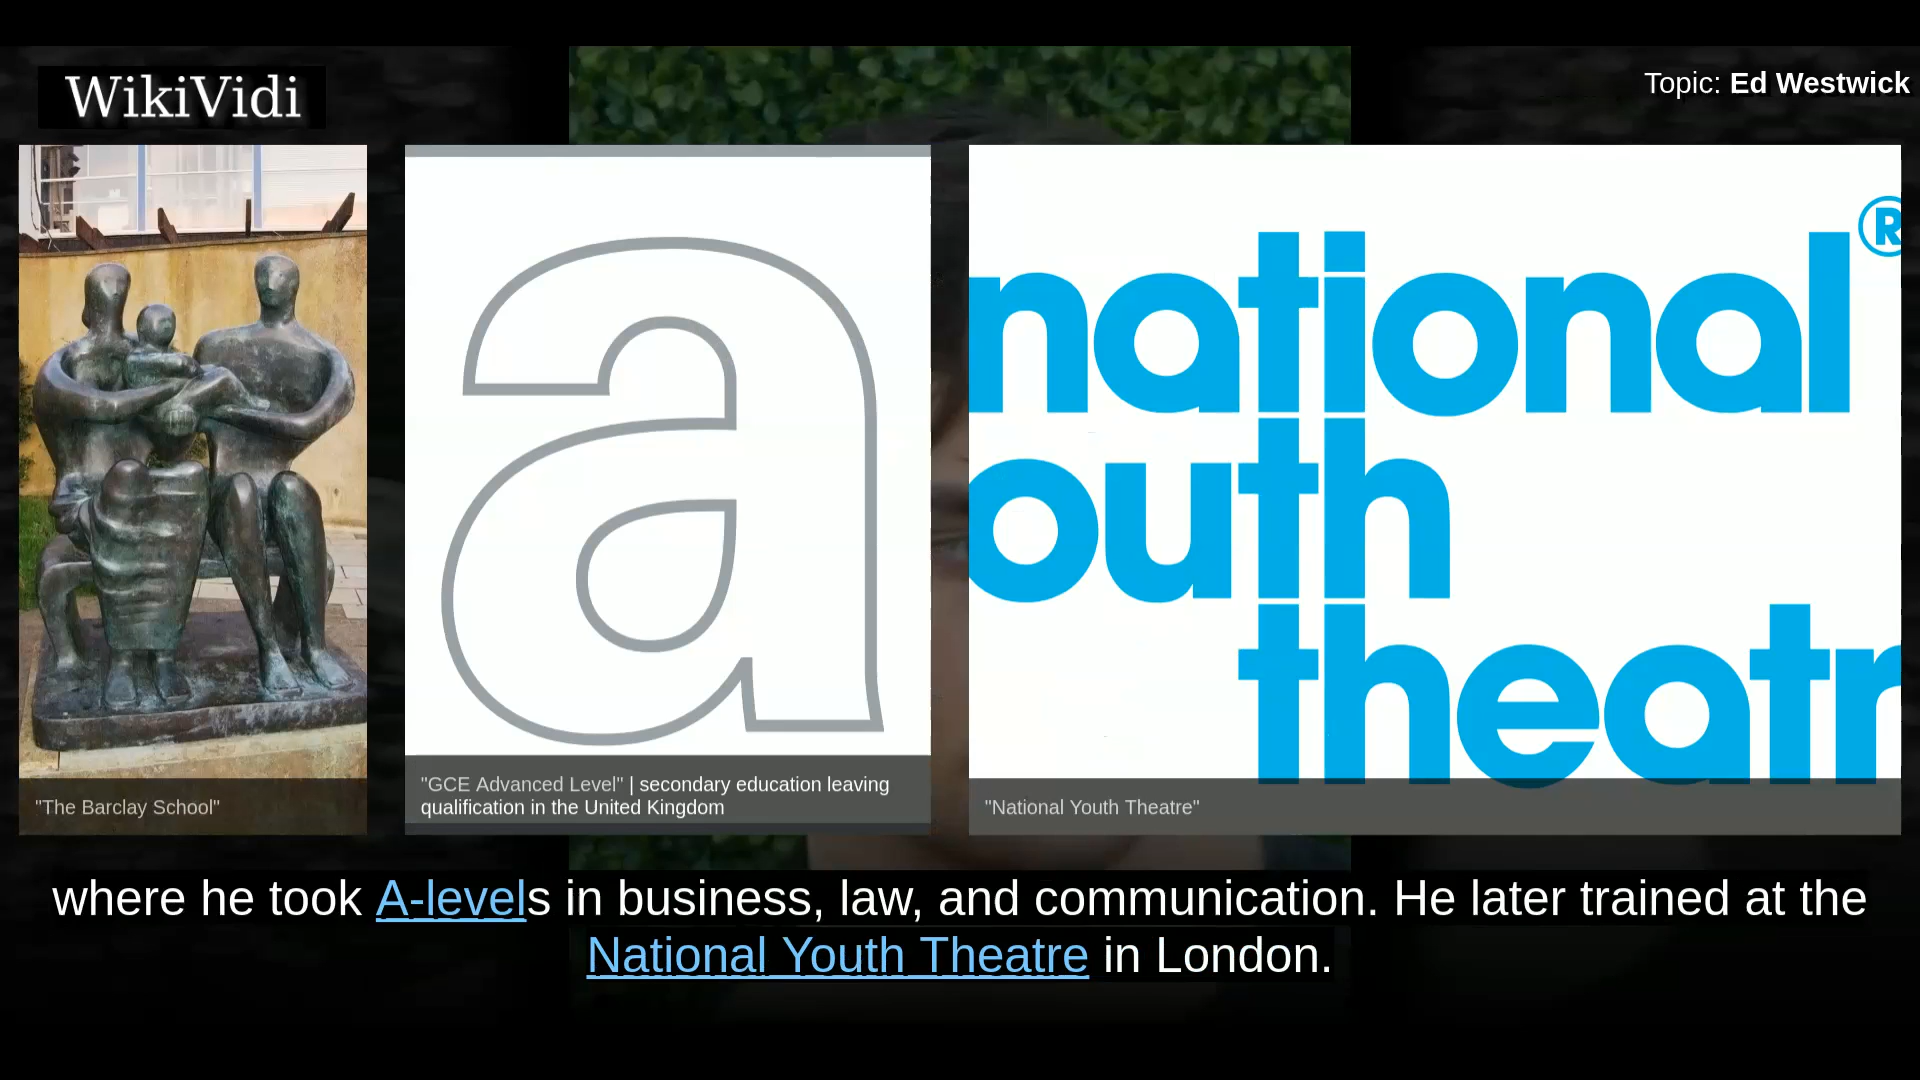 WikiVidi
Topic: Ed Westwick
a
national®
outh
theatr
"The Barclay School"
"GCE Advanced Level" | secondary education leaving
qualification in the United Kingdom
"National Youth Theatre"
where he took A-levels in business, law, and communication. He later trained at the
National Youth Theatre in London.